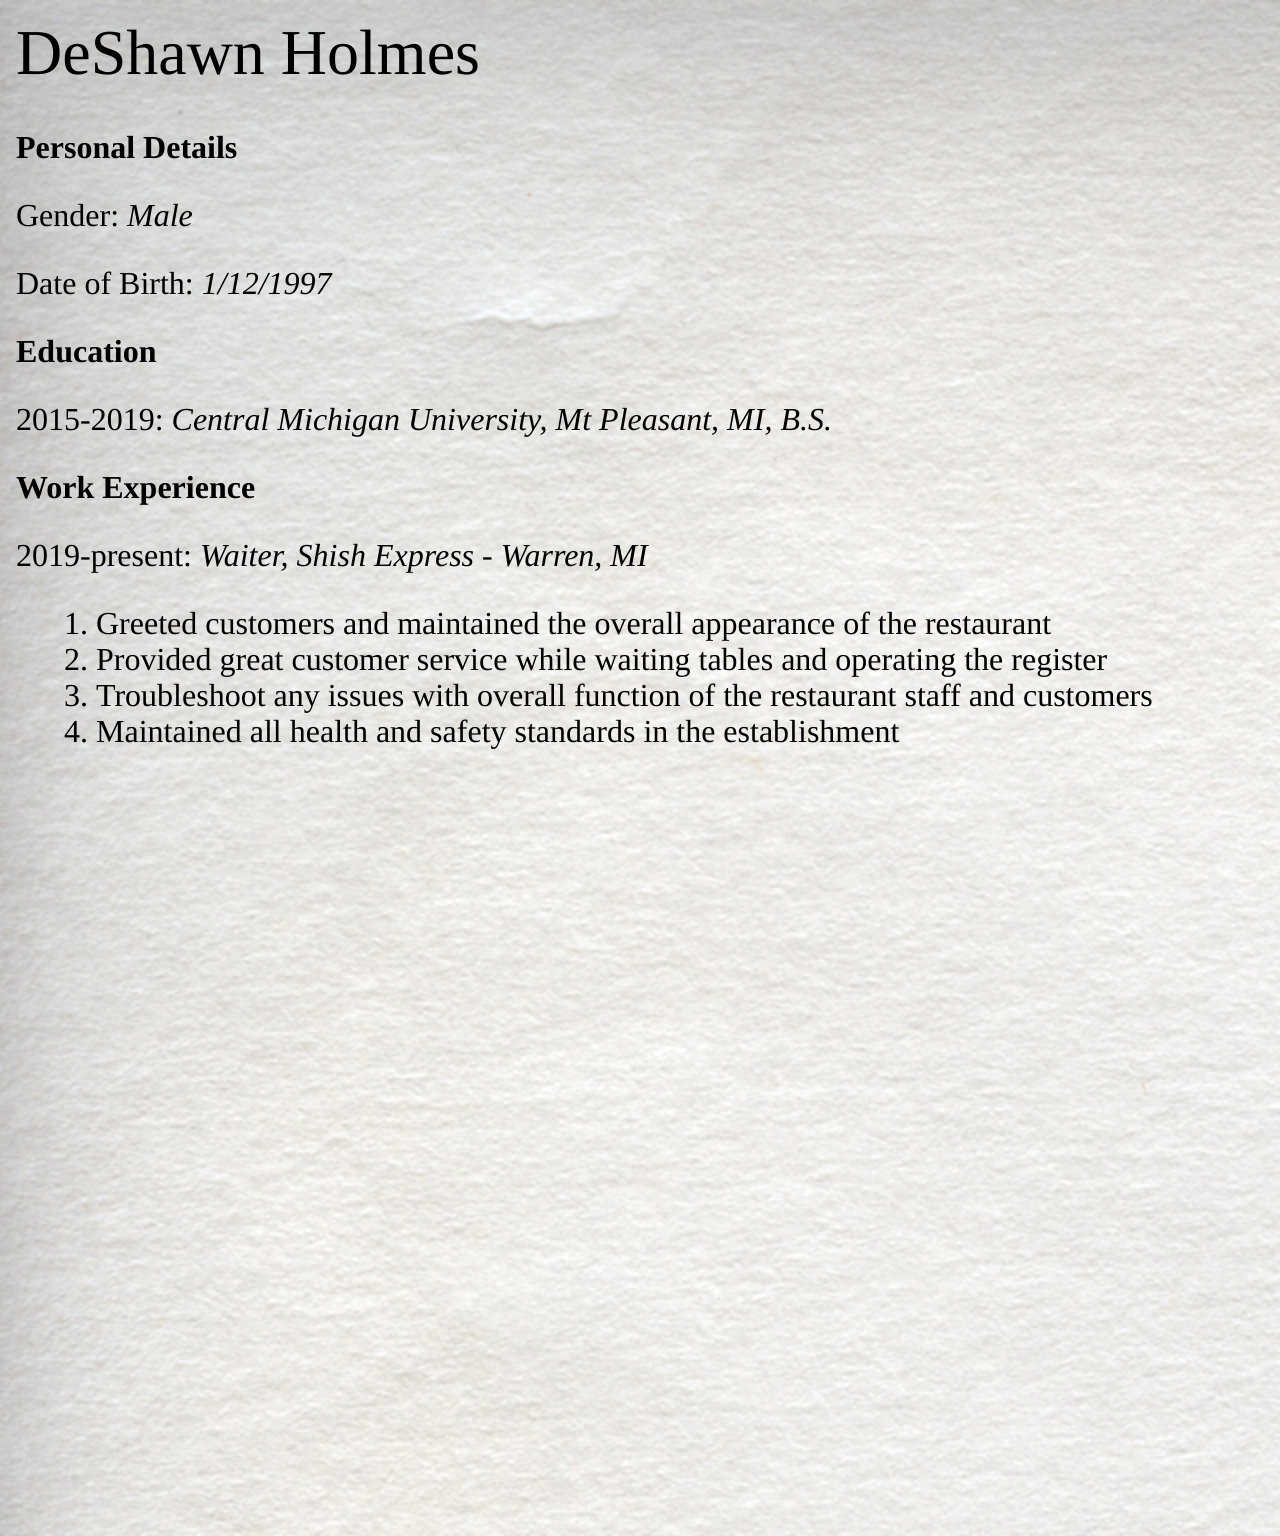 DeShawn Holmes
Personal Details
Gender: Male
Date of Birth: 1/12/1997
Education
2015-2019: Central Michigan University, Mt Pleasant, MI, B.S.
Work Experience
2019-present: Waiter, Shish Express - Warren, MI
1. Greeted customers and maintained the overall appearance of the restaurant
2. Provided great customer service while waiting tables and operating the register
3. Troubleshoot any issues with overall function of the restaurant staff and customers
4. Maintained all health and safety standards in the establishment